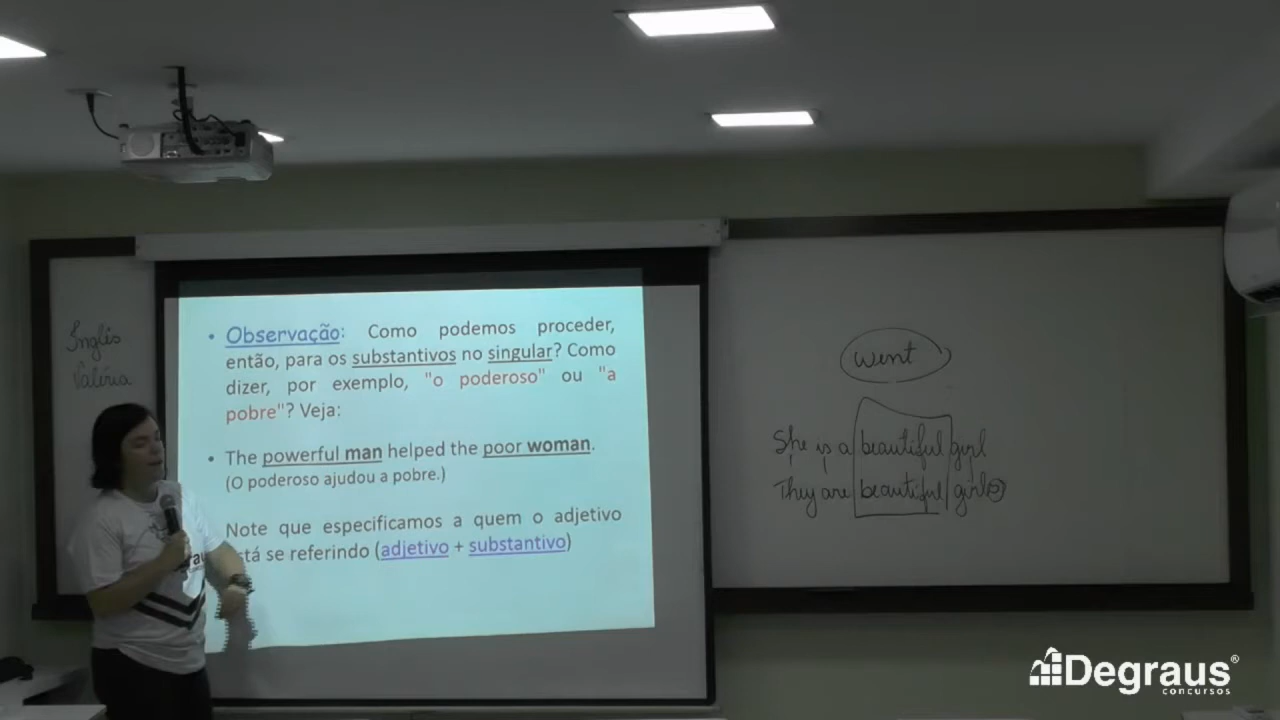 Inglês
Valéria
• Observação: Como podemos proceder,
então, para os substantivos no singular? Como
dizer, por exemplo, "o poderoso" ou "a
pobre"? Veja:
• The powerful man helped the poor woman.
(O poderoso ajudou a pobre.)
Note que especificamos a quem o adjetivo
está se referindo (adjetivo + substantivo)
went
She is a beautiful girl
They are beautiful girls
Degraus®
concursos